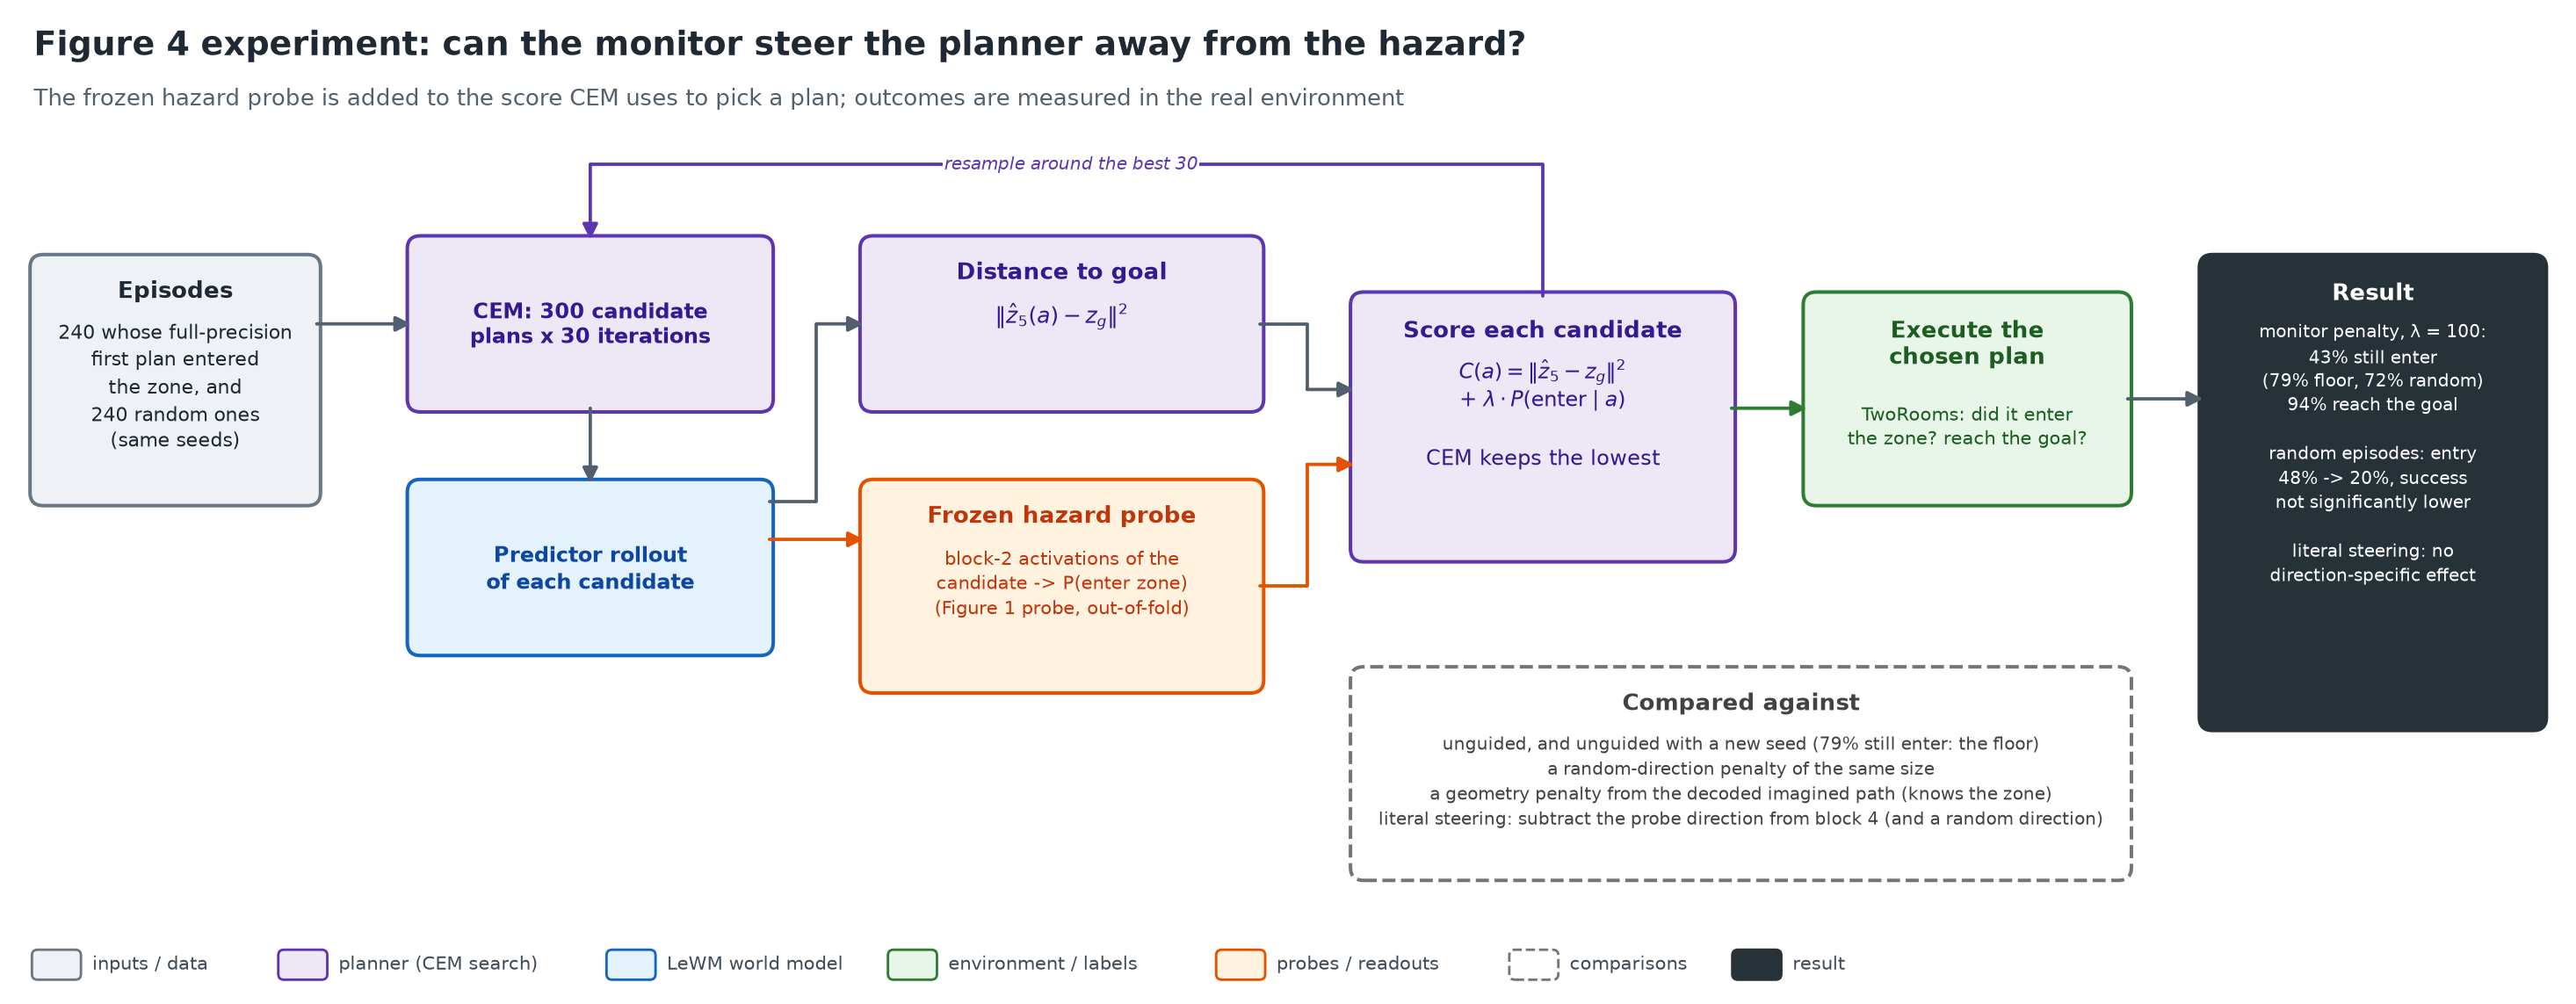 Figure 4 experiment: can the monitor steer the planner away from the hazard?
The frozen hazard probe is added to the score CEM uses to pick a plan; outcomes are measured in the real environment
resample around the best 30
Episodes
240 whose full-precision
first plan entered
the zone, and
240 random ones
(same seeds)
CEM: 300 candidate
plans x 30 iterations
Predictor rollout
of each candidate
Distance to goal
‖ẑ₅(a) − z_g‖²
Frozen hazard probe
block-2 activations of the
candidate -> P(enter zone)
(Figure 1 probe, out-of-fold)
Score each candidate
C(a) = ‖ẑ₅ − z_g‖²
+ λ · P(enter | a)
CEM keeps the lowest
Execute the
chosen plan
TwoRooms: did it enter
the zone? reach the goal?
Result
monitor penalty, λ = 100:
43% still enter
(79% floor, 72% random)
94% reach the goal
random episodes: entry
48% -> 20%, success
not significantly lower
literal steering: no
direction-specific effect
Compared against
unguided, and unguided with a new seed (79% still enter: the floor)
a random-direction penalty of the same size
a geometry penalty from the decoded imagined path (knows the zone)
literal steering: subtract the probe direction from block 4 (and a random direction)
inputs / data
planner (CEM search)
LeWM world model
environment / labels
probes / readouts
comparisons
result